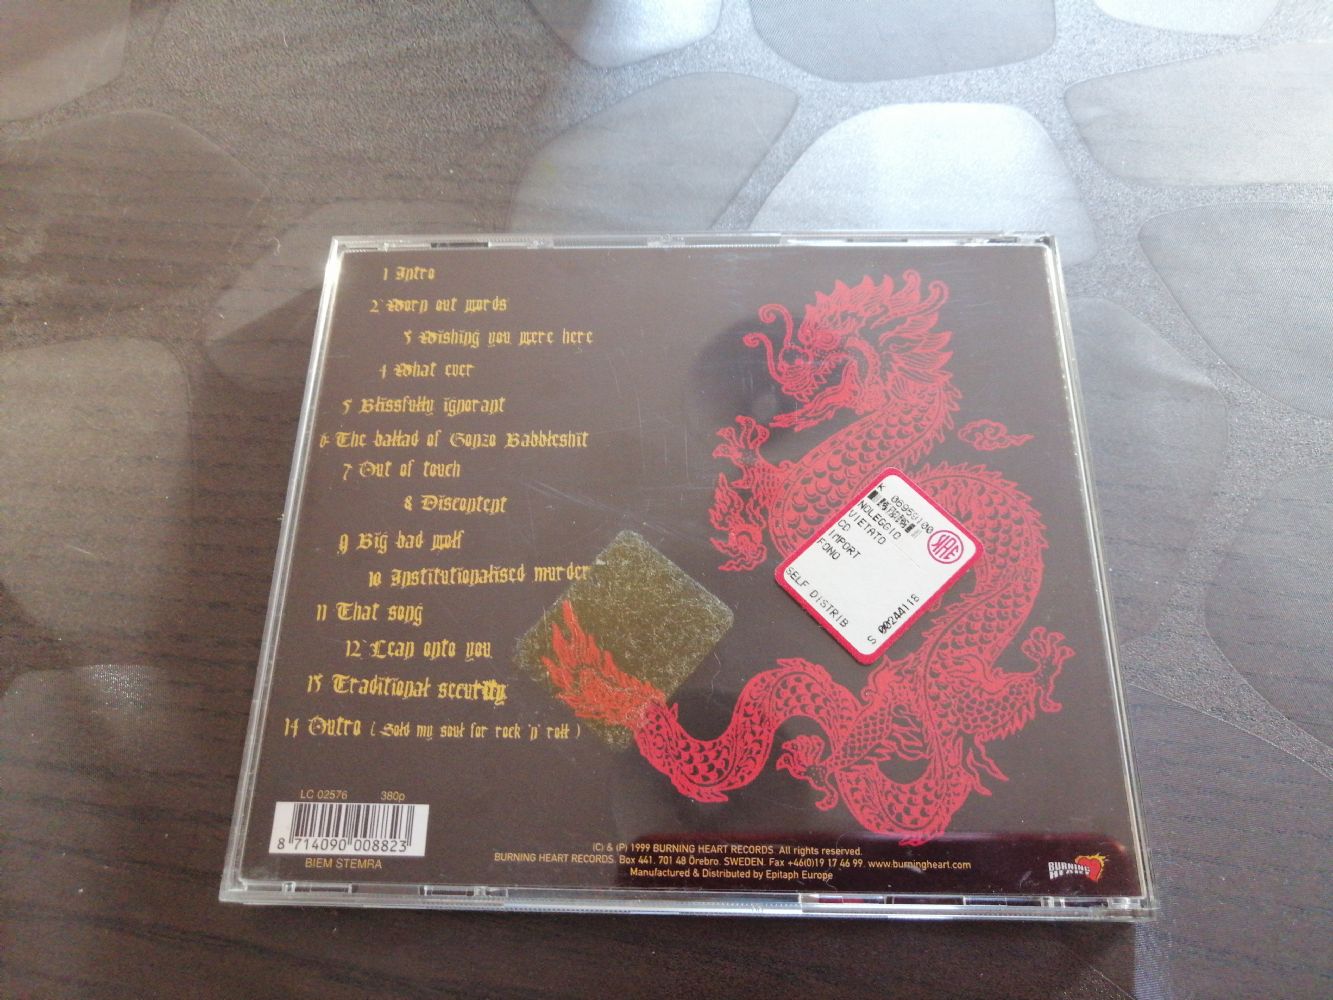 1 Intro
2 Worn out words
3 Wishing you were here
4 What ever
5 Blissfully ignorant
6 The ballad of Gonzo Babbleshit
7 Out of touch
8 Discontent
9 Big bad wolf
10 Institutionalised murder
11 That song
12 Lean onto you
13 Traditional security
14 Outro ( Sold my soul for rock 'n' roll )
K 06959100
NOLEGGIO
VIETATO
CD
IMPORT
FONO
SELF DISTRIB
S 00244118
SIAE
LC 02576 380p
8 714090 008823
BIEM STEMRA
(C) & (P) 1999 BURNING HEART RECORDS. All rights reserved.
BURNING HEART RECORDS. Box 441. 701 48 Örebro. SWEDEN. Fax +46(0)19 17 46 99. www.burningheart.com
Manufactured & Distributed by Epitaph Europe
BURNING
HEART